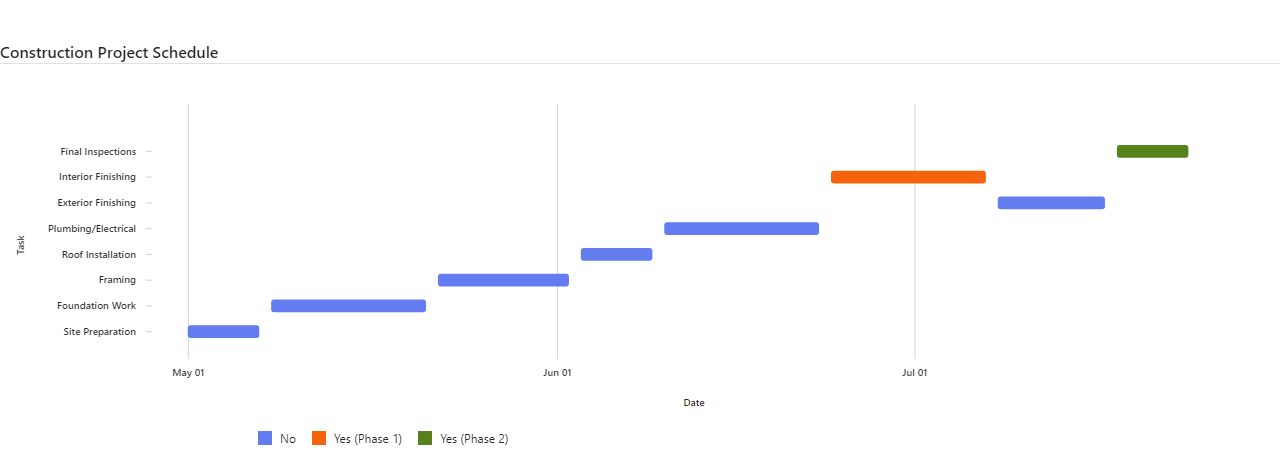 Construction Project Schedule
Final Inspections
Interior Finishing
Exterior Finishing
Plumbing/Electrical
Task
Roof Installation
Framing
Foundation Work
Site Preparation
May 01 Jun 01 Jul 01
Date
No Yes (Phase 1) Yes (Phase 2)